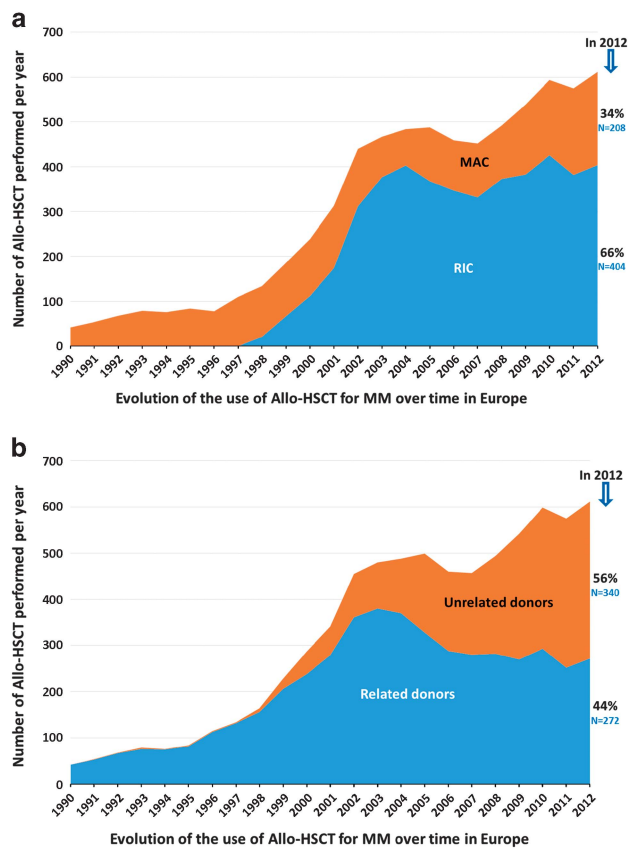 a
Number of Allo-HSCT performed per year
700
600
500
400
300
200
100
0
In 2012
34%
N=208
MAC
RIC
66%
N=404
1990 1991 1992 1993 1994 1995 1996 1997 1998 1999 2000 2001 2002 2003 2004 2005 2006 2007 2008 2009 2010 2011 2012
Evolution of the use of Allo-HSCT for MM over time in Europe
b
Number of Allo-HSCT performed per year
700
600
500
400
300
200
100
0
In 2012
56%
N=340
Unrelated donors
Related donors
44%
N=272
1990 1991 1992 1993 1994 1995 1996 1997 1998 1999 2000 2001 2002 2003 2004 2005 2006 2007 2008 2009 2010 2011 2012
Evolution of the use of Allo-HSCT for MM over time in Europe